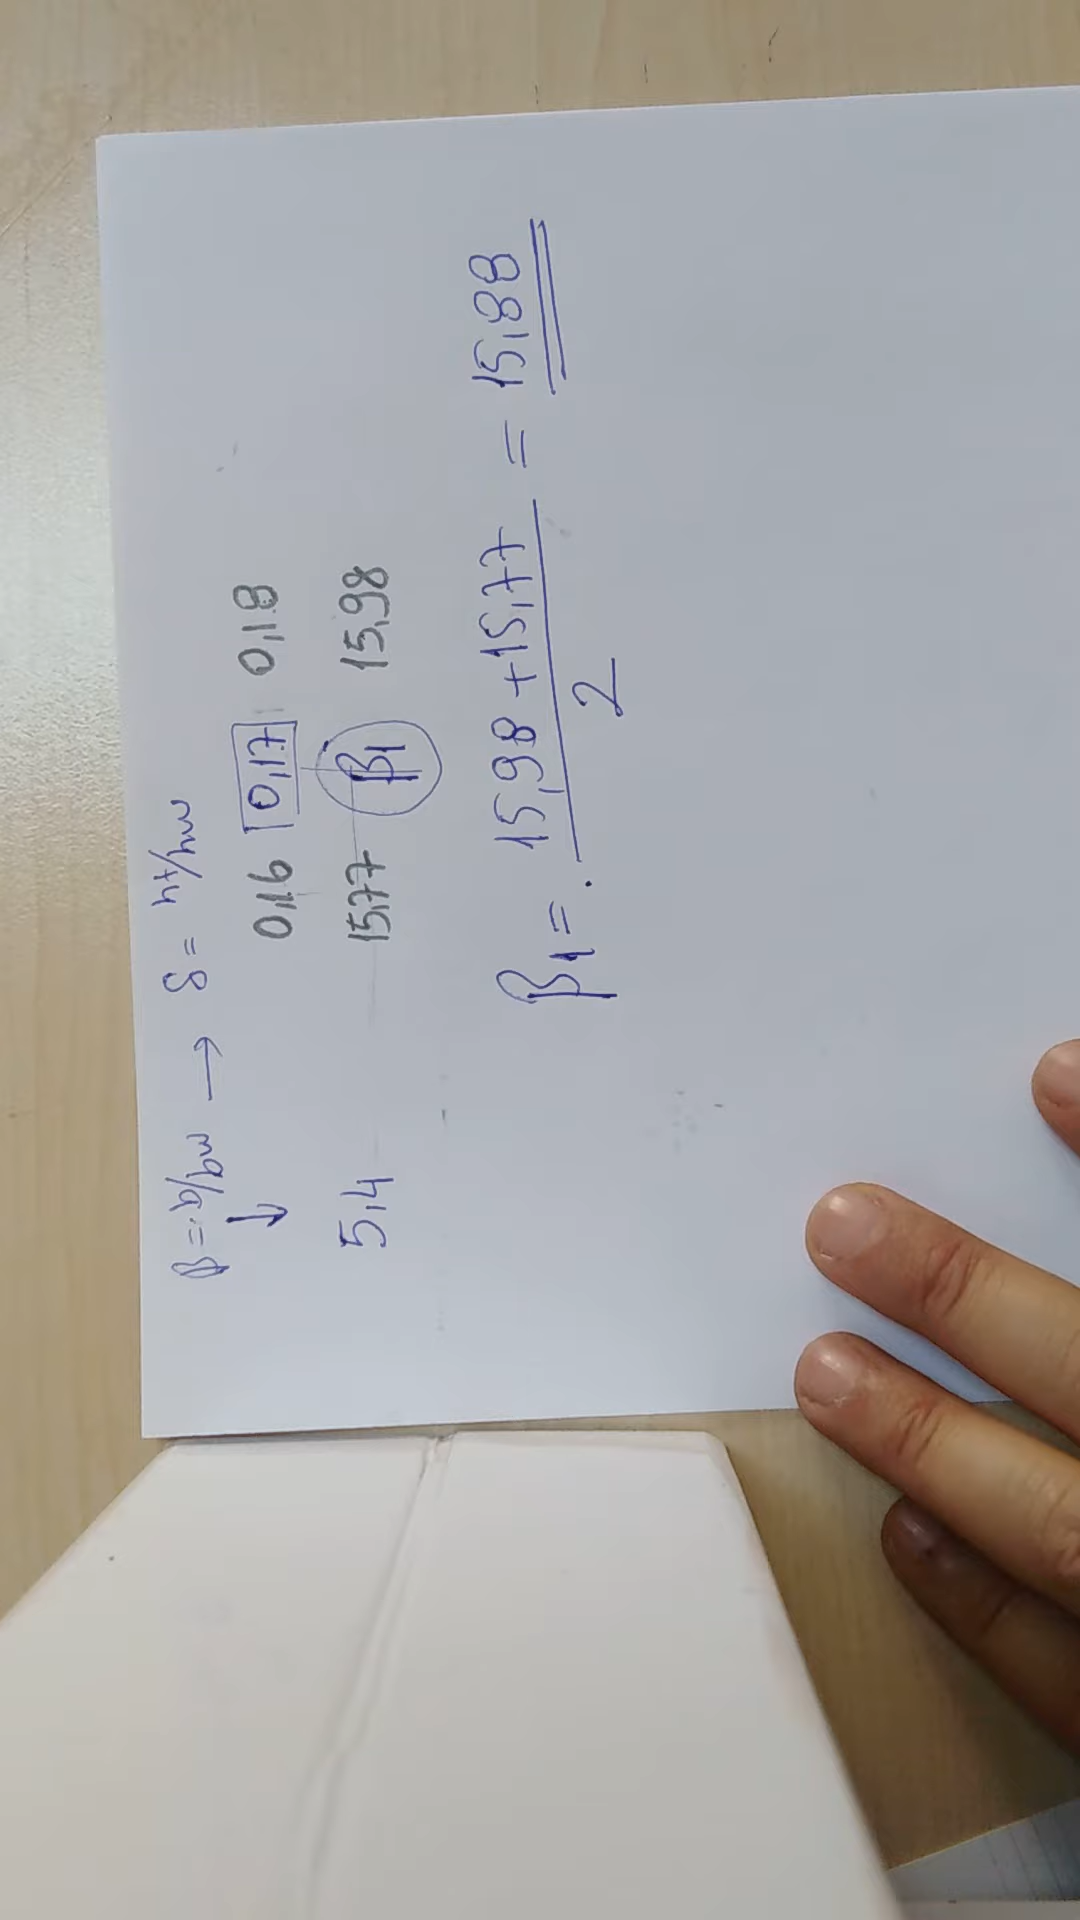 β = b/bw → δ = ht/hw
↓ 0,16 0,17 0,18
5,4 15,77 β1 15,98
β1 = 15,98 + 15,77 = 15,88
2